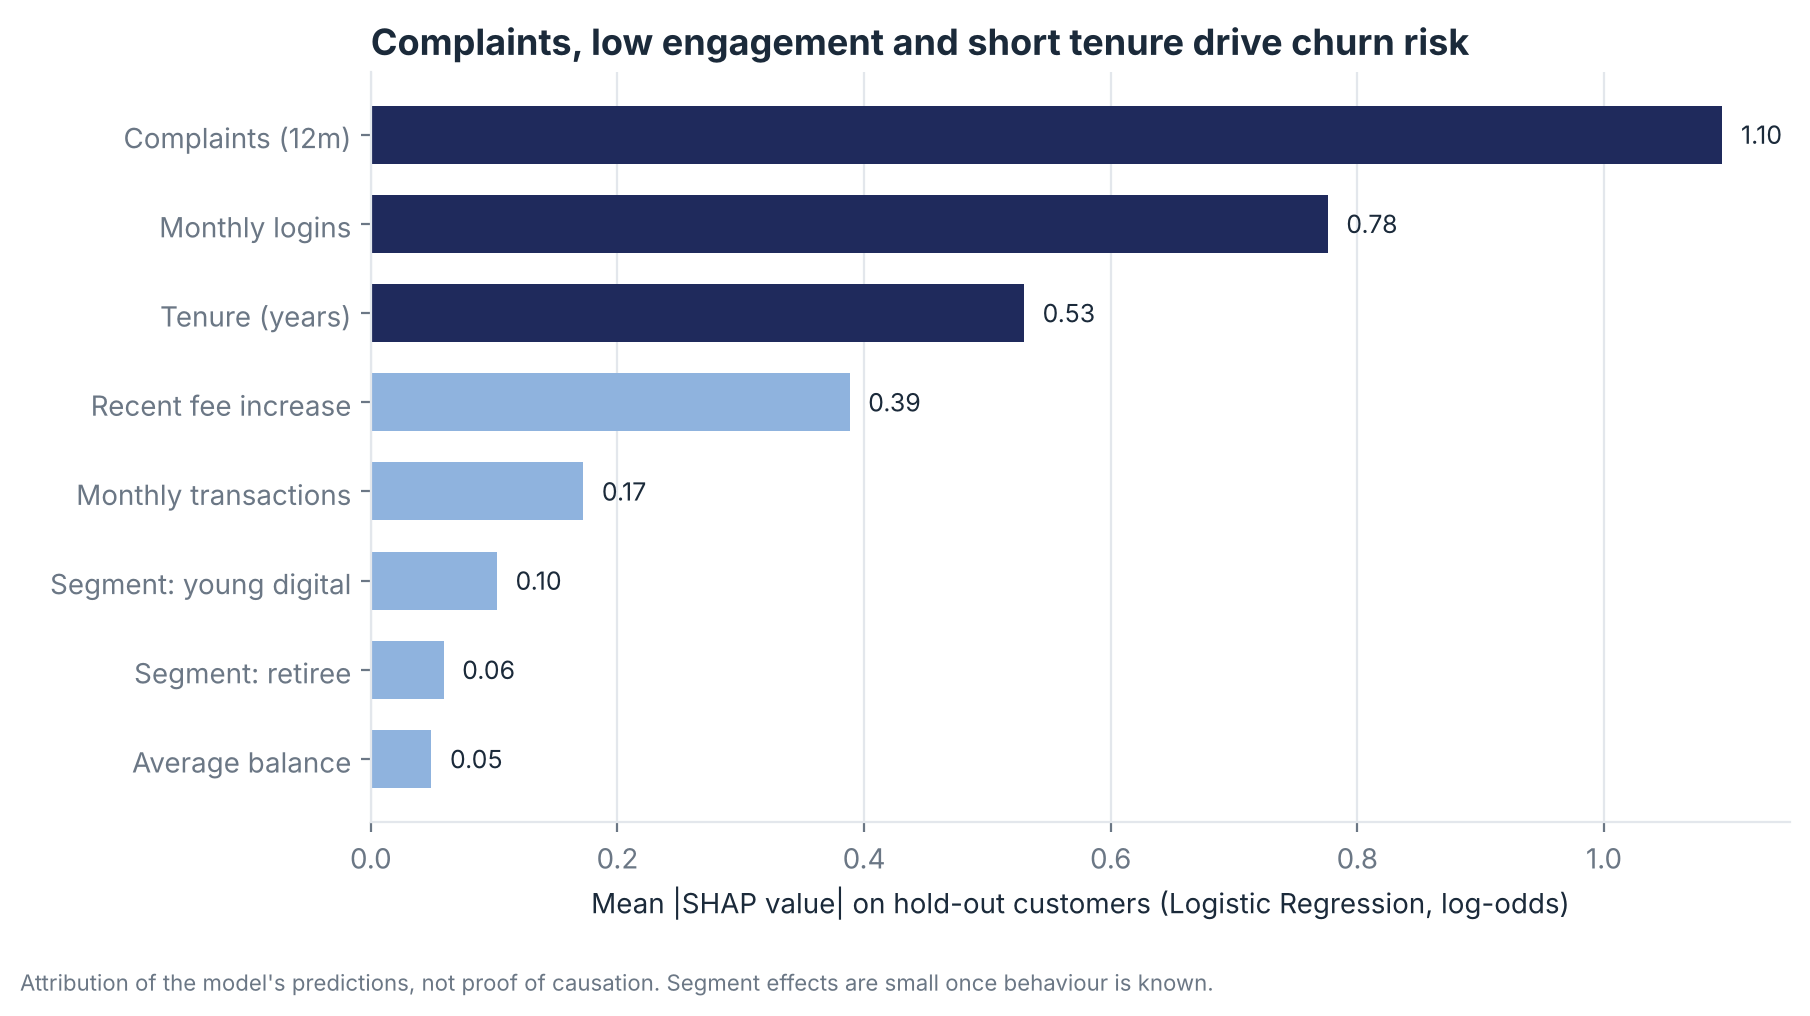 Complaints, low engagement and short tenure drive churn risk
Complaints (12m) 1.10
Monthly logins 0.78
Tenure (years) 0.53
Recent fee increase 0.39
Monthly transactions 0.17
Segment: young digital 0.10
Segment: retiree 0.06
Average balance 0.05
0.0 0.2 0.4 0.6 0.8 1.0
Mean |SHAP value| on hold-out customers (Logistic Regression, log-odds)
Attribution of the model's predictions, not proof of causation. Segment effects are small once behaviour is known.